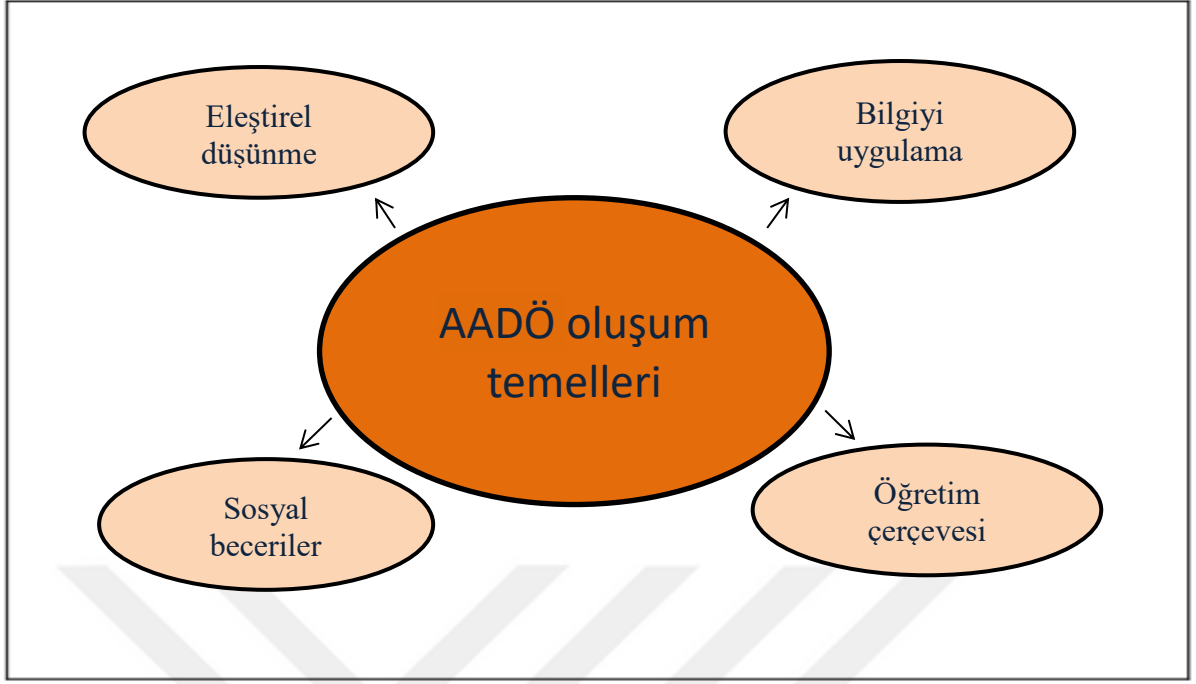 Eleştirel
düşünme
Bilgiyi
uygulama
AADÖ oluşum
temelleri
Sosyal
beceriler
Öğretim
çerçevesi